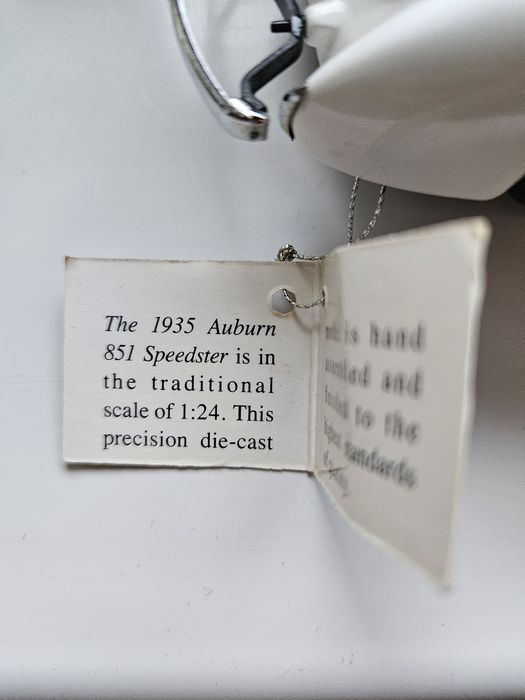 The 1935 Auburn
851 Speedster is in
the traditional
scale of 1:24. This
precision die-cast
is hand
and
to the
standards